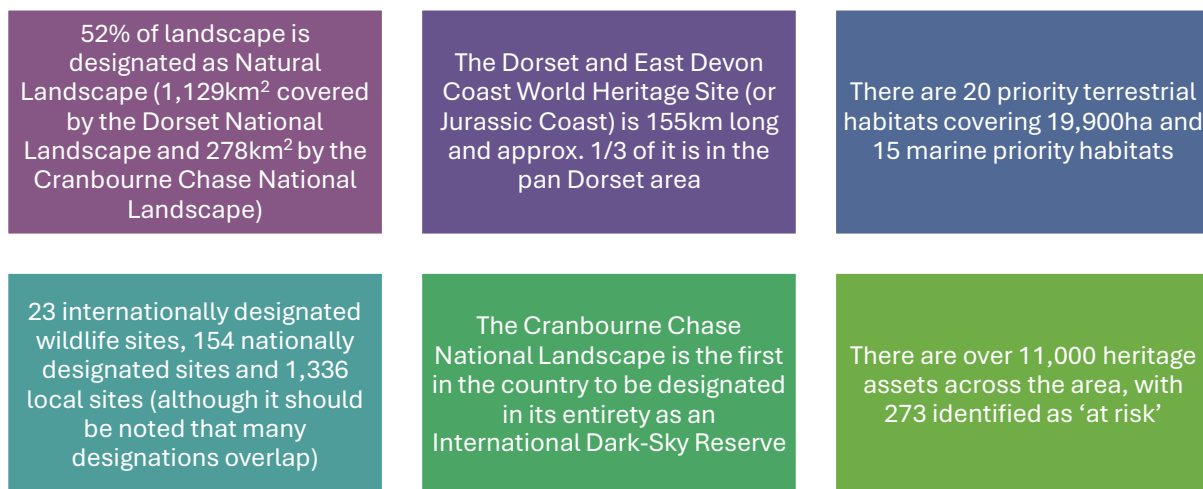 52% of landscape is
designated as Natural
Landscape (1,129km² covered
by the Dorset National
Landscape and 278km² by the
Cranbourne Chase National
Landscape)
The Dorset and East Devon
Coast World Heritage Site (or
Jurassic Coast) is 155km long
and approx. 1/3 of it is in the
pan Dorset area
There are 20 priority terrestrial
habitats covering 19,900ha and
15 marine priority habitats
23 internationally designated
wildlife sites, 154 nationally
designated sites and 1,336
local sites (although it should
be noted that many
designations overlap)
The Cranbourne Chase
National Landscape is the first
in the country to be designated
in its entirety as an
International Dark-Sky Reserve
There are over 11,000 heritage
assets across the area, with
273 identified as ‘at risk’